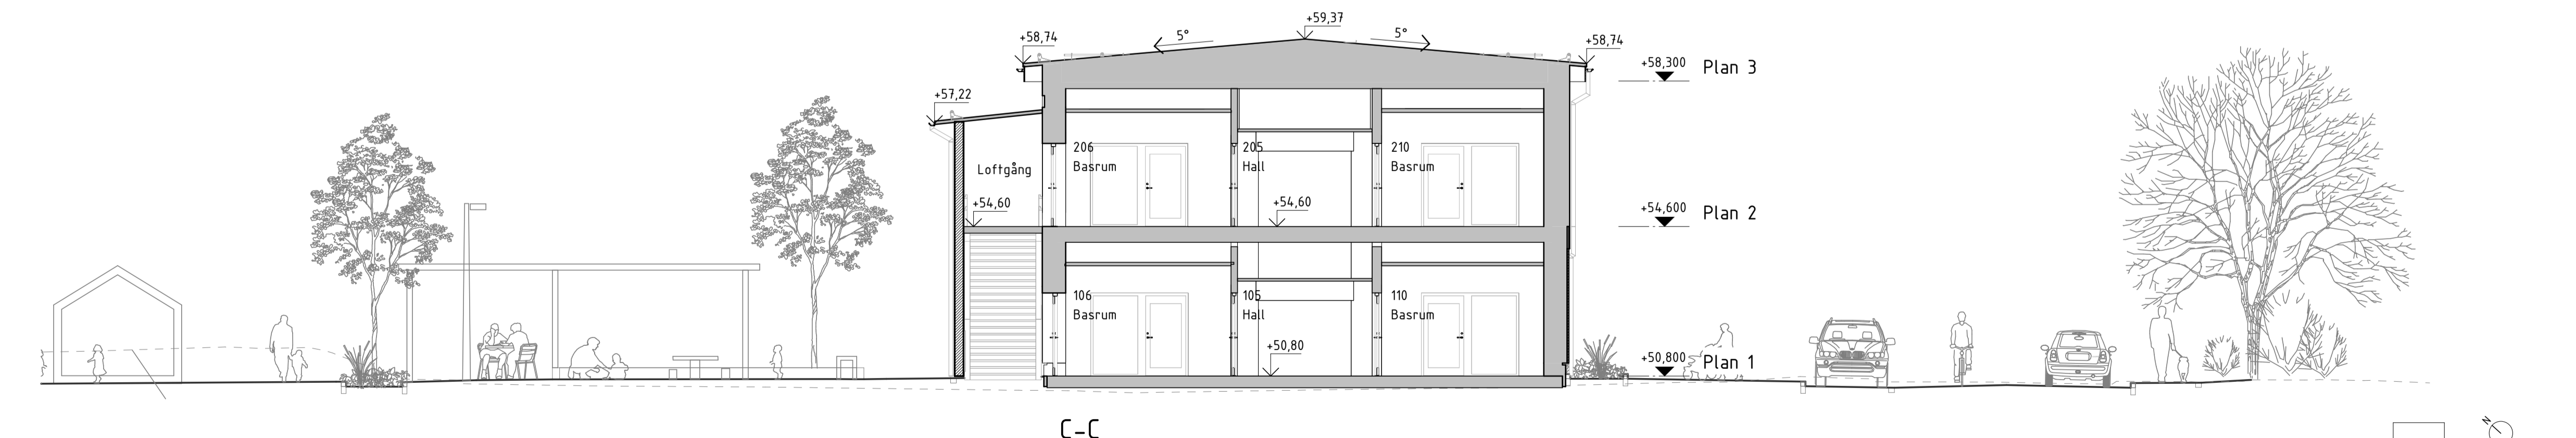 +59,37
+58,74
5°
5°
+58,74
+58,300 Plan 3
+57,22
206
Basrum
205
Hall
210
Basrum
Loftgång
+54,60
+54,60
+54,600 Plan 2
106
Basrum
105
Hall
110
Basrum
+50,80
+50,800 Plan 1
C-C
N